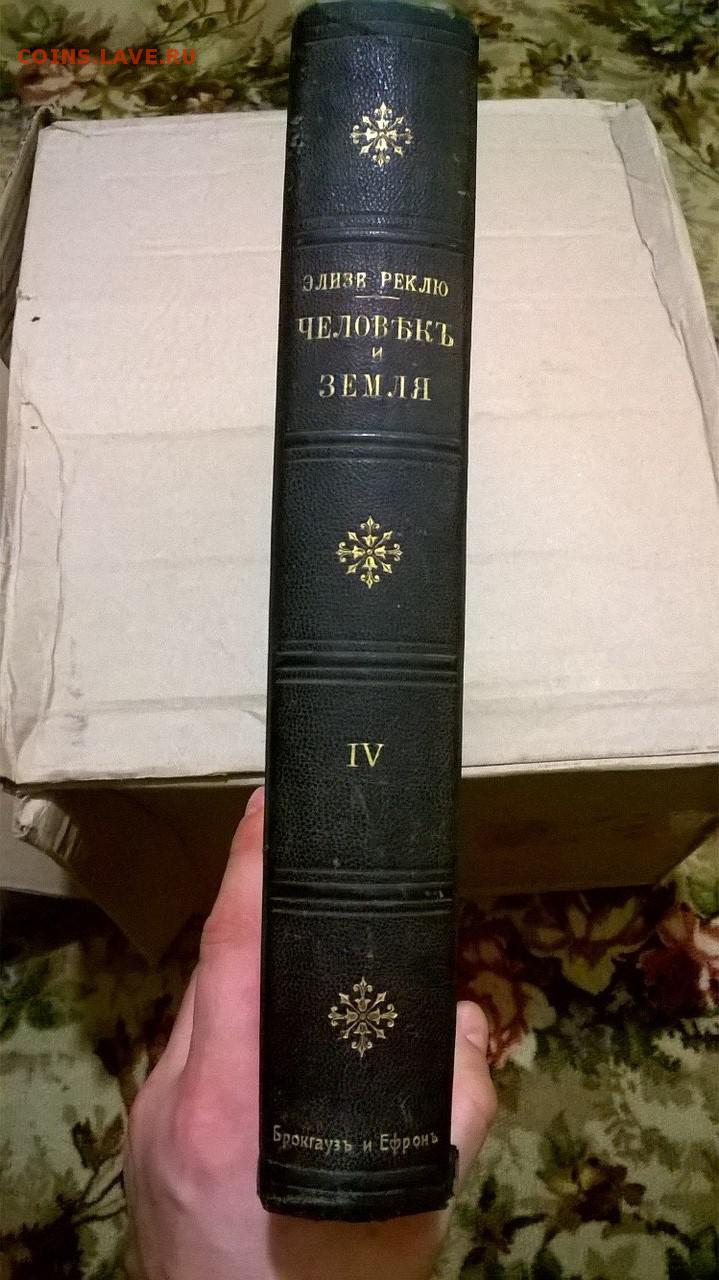 COINS.LAVE.RU
ЭЛИЗЕ РЕКЛЮ
ЧЕЛОВѢКЪ
И
ЗЕМЛЯ
IV
Брокгаузъ и Ефронъ